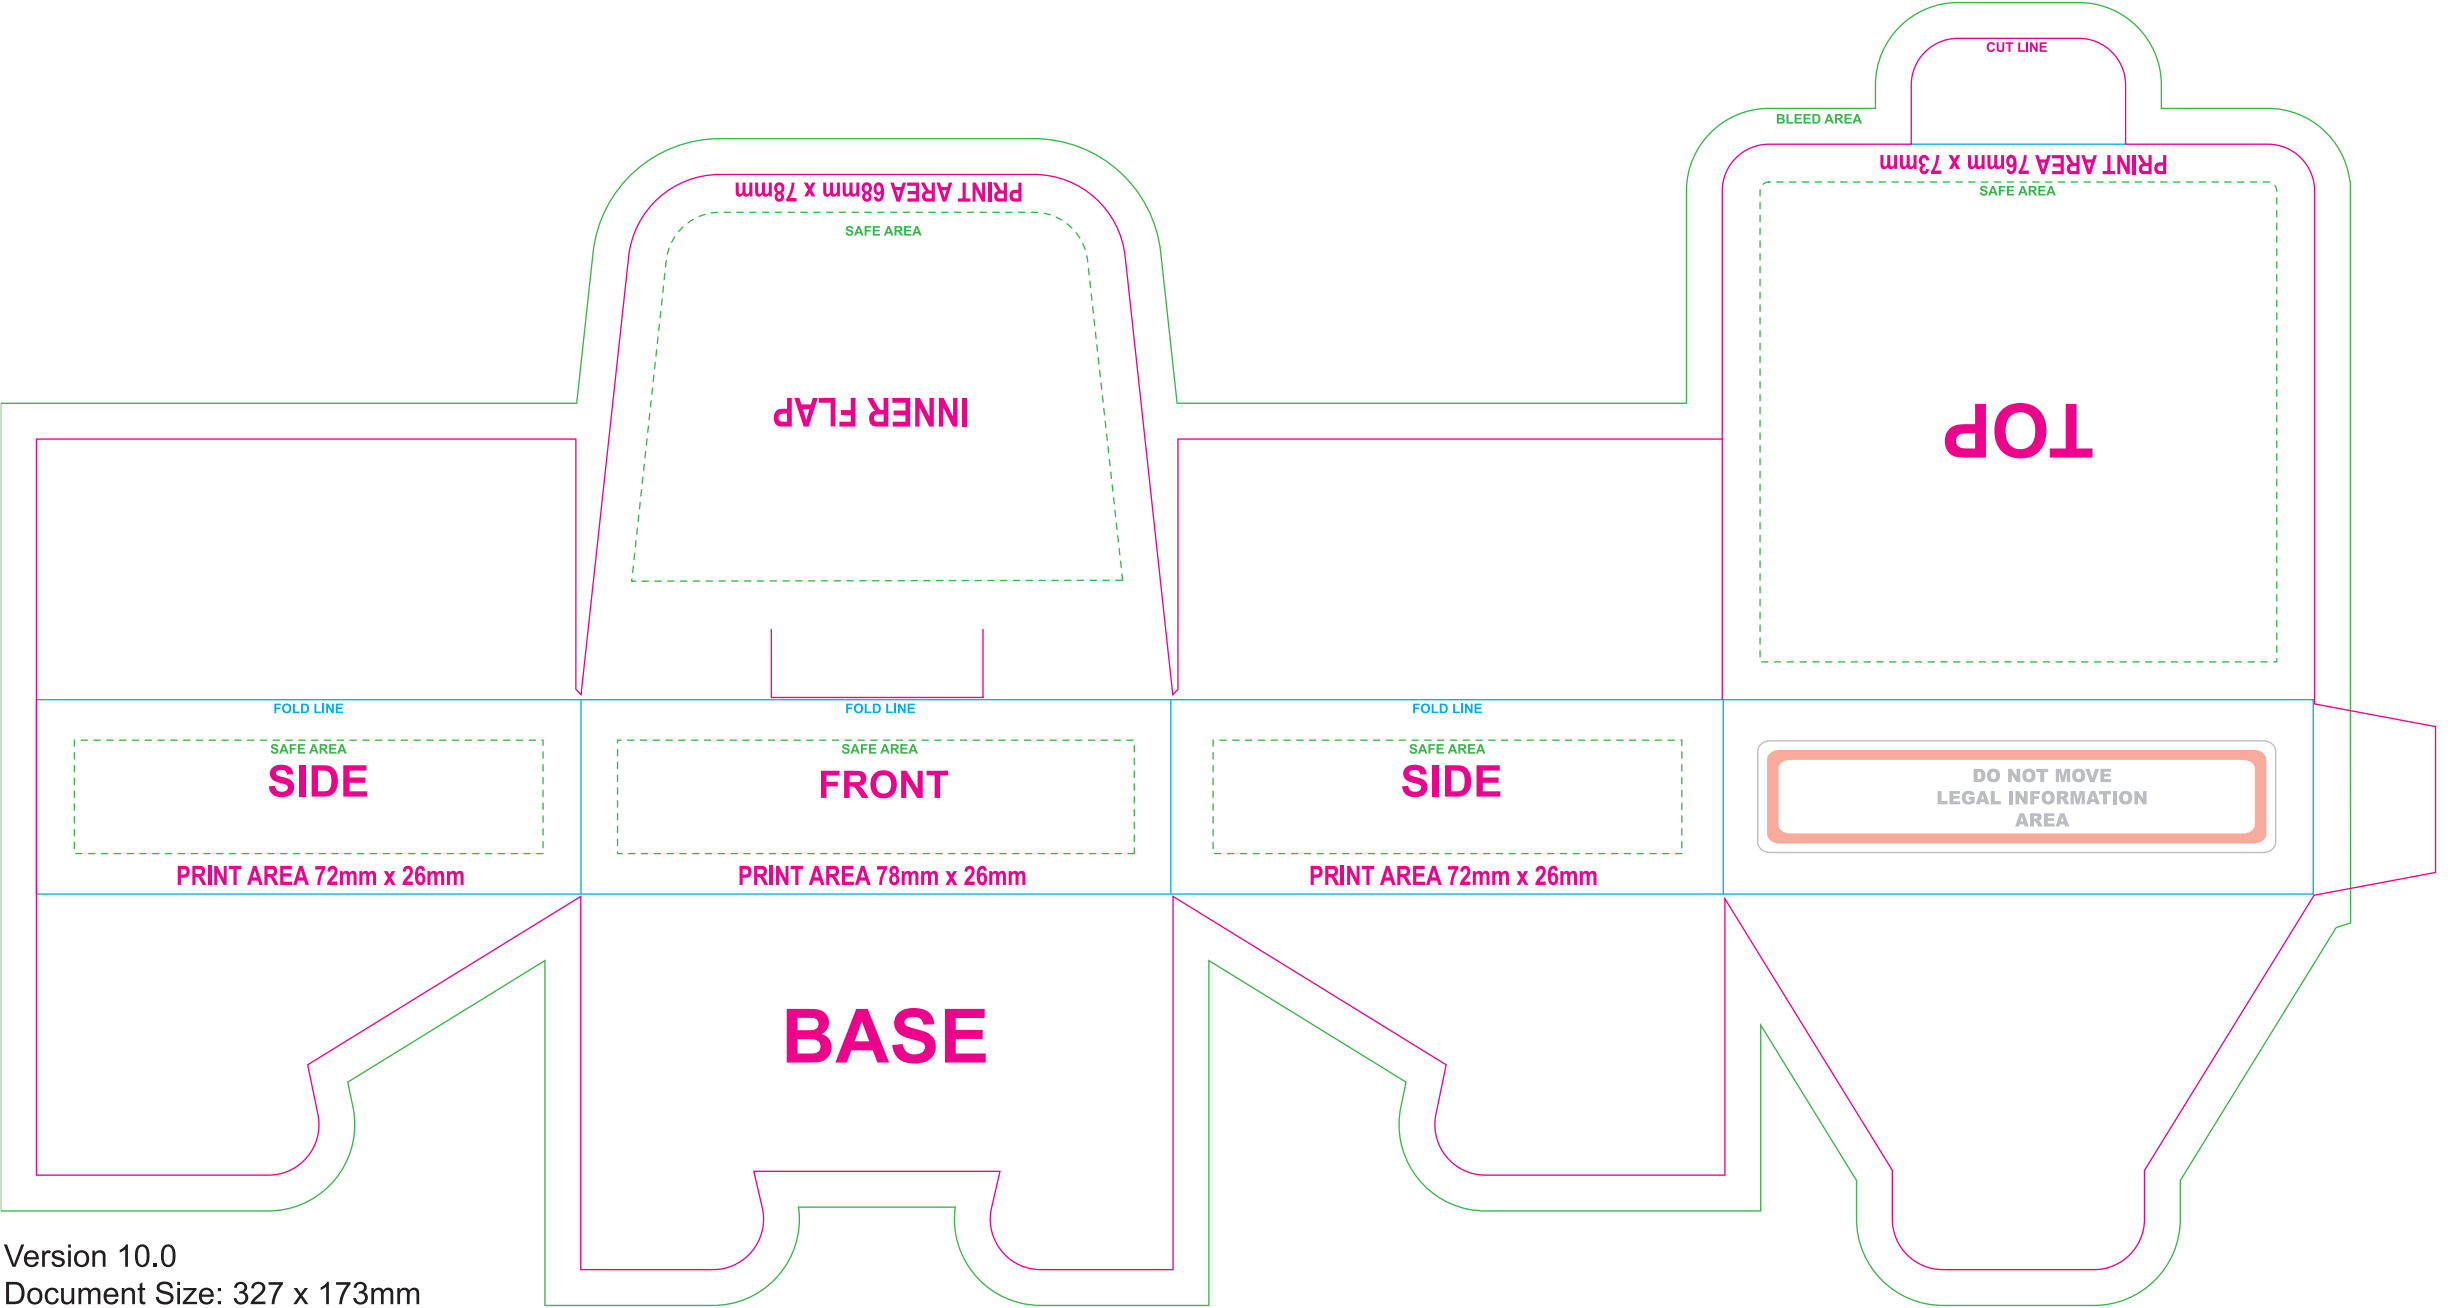 CUT LINE
BLEED AREA
PRINT AREA 76mm x 73mm
SAFE AREA
PRINT AREA 68mm x 78mm
SAFE AREA
INNER FLAP
TOP
FOLD LINE
FOLD LINE
FOLD LINE
SAFE AREA
SIDE
PRINT AREA 72mm x 26mm
SAFE AREA
FRONT
PRINT AREA 78mm x 26mm
SAFE AREA
SIDE
PRINT AREA 72mm x 26mm
DO NOT MOVE
LEGAL INFORMATION
AREA
BASE
Version 10.0
Document Size: 327 x 173mm